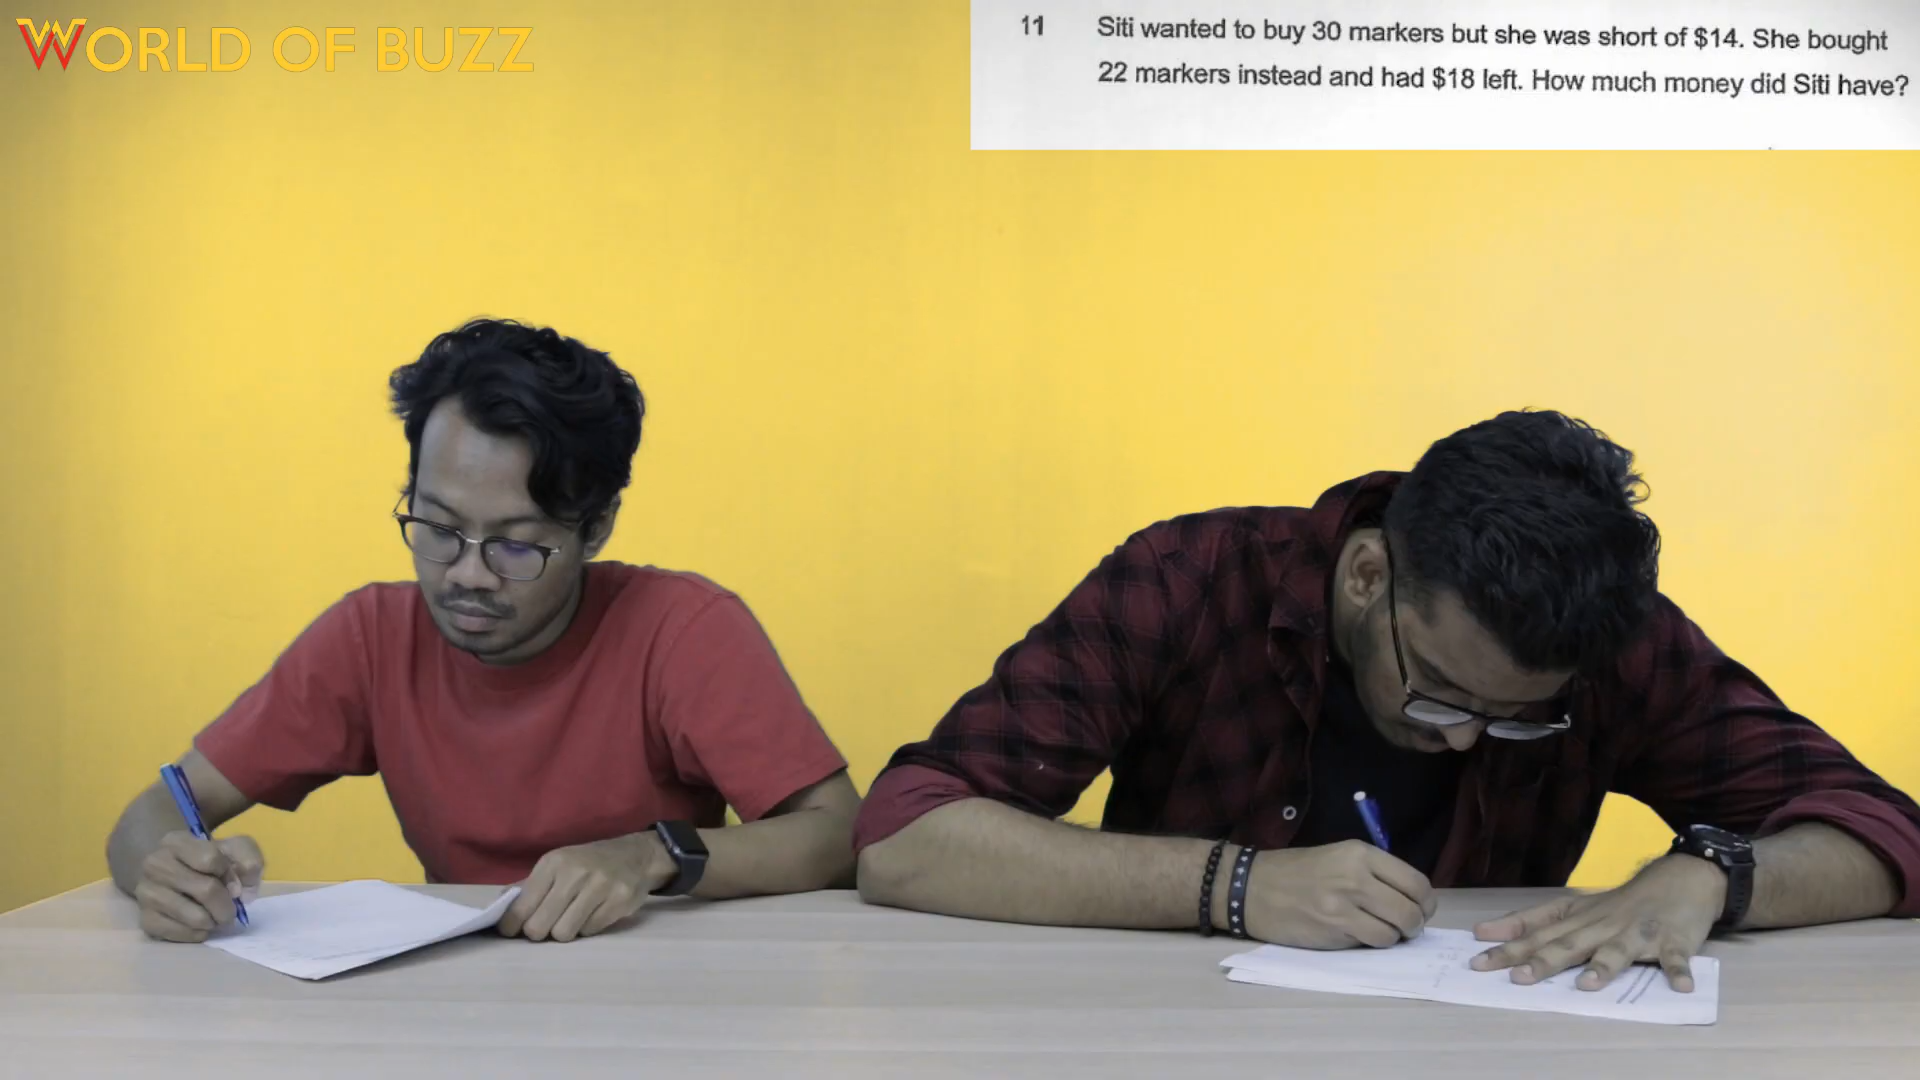 WORLD OF BUZZ
11 Siti wanted to buy 30 markers but she was short of $14. She bought
22 markers instead and had $18 left. How much money did Siti have?